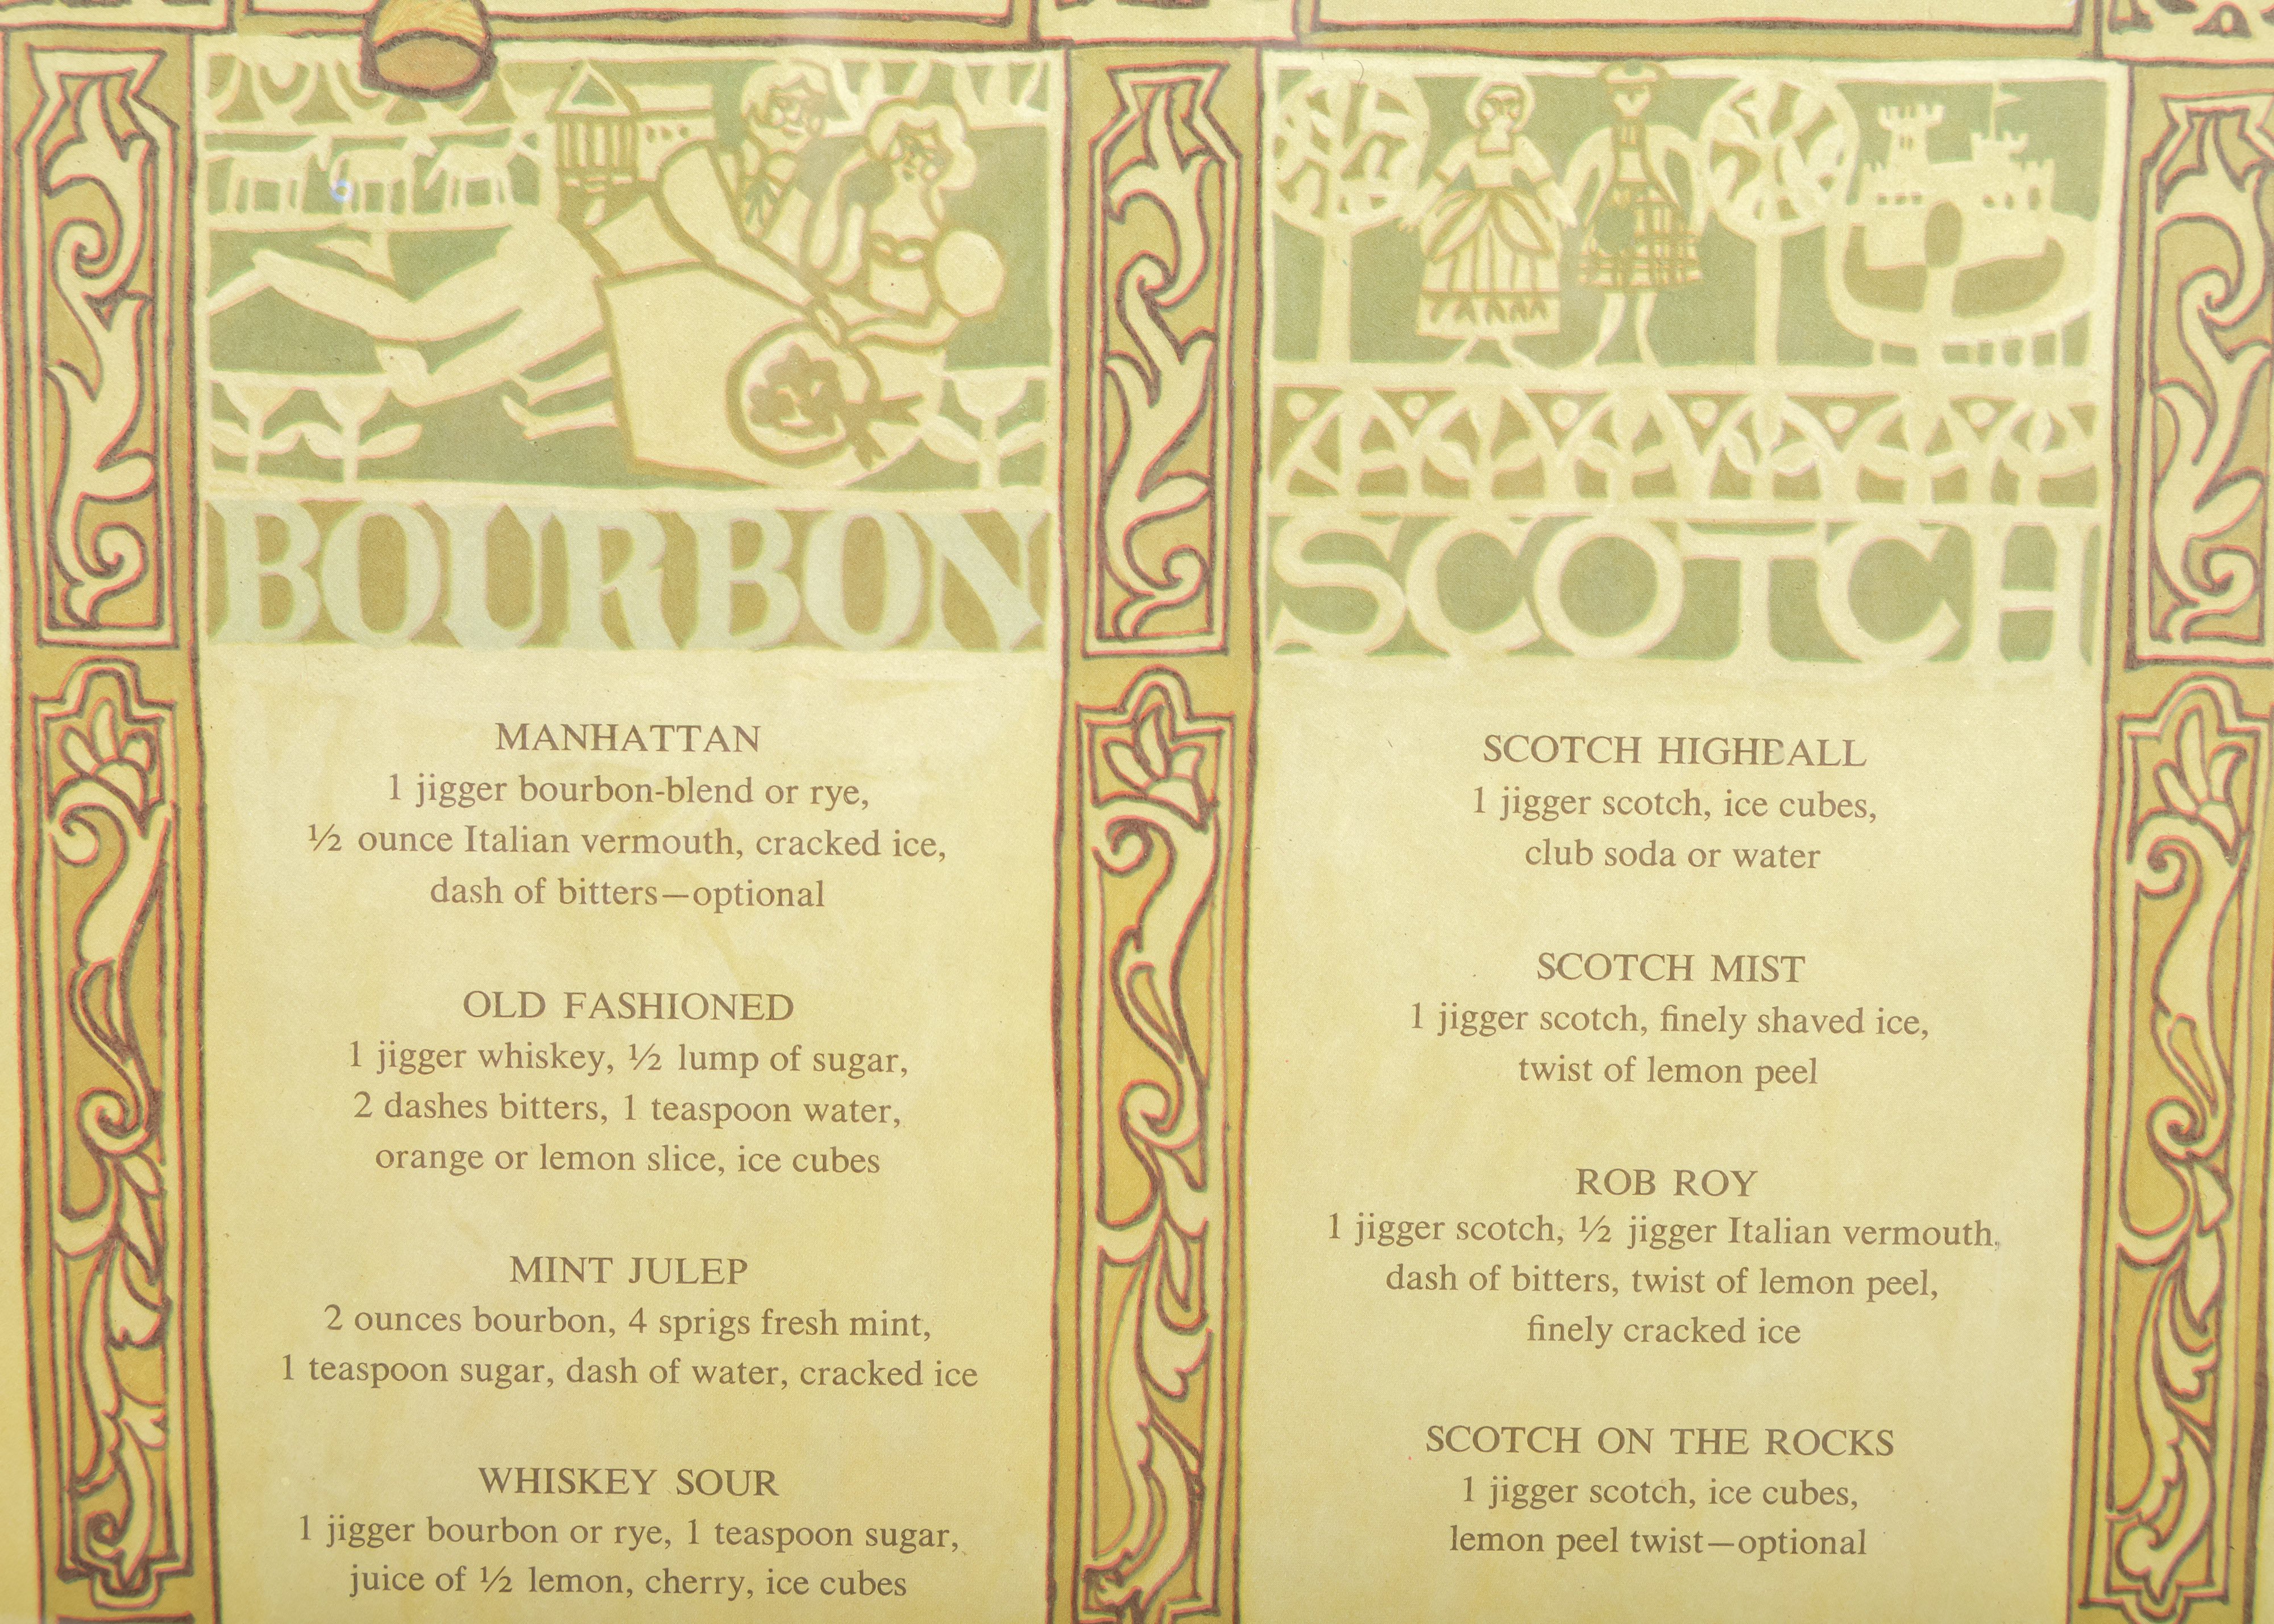 BOURBON
MANHATTAN
1 jigger bourbon-blend or rye,
½ ounce Italian vermouth, cracked ice,
dash of bitters—optional
OLD FASHIONED
1 jigger whiskey, ½ lump of sugar,
2 dashes bitters, 1 teaspoon water,
orange or lemon slice, ice cubes
MINT JULEP
2 ounces bourbon, 4 sprigs fresh mint,
1 teaspoon sugar, dash of water, cracked ice
WHISKEY SOUR
1 jigger bourbon or rye, 1 teaspoon sugar,
juice of ½ lemon, cherry, ice cubes
SCOTCH
SCOTCH HIGHBALL
1 jigger scotch, ice cubes,
club soda or water
SCOTCH MIST
1 jigger scotch, finely shaved ice,
twist of lemon peel
ROB ROY
1 jigger scotch, ½ jigger Italian vermouth,
dash of bitters, twist of lemon peel,
finely cracked ice
SCOTCH ON THE ROCKS
1 jigger scotch, ice cubes,
lemon peel twist—optional